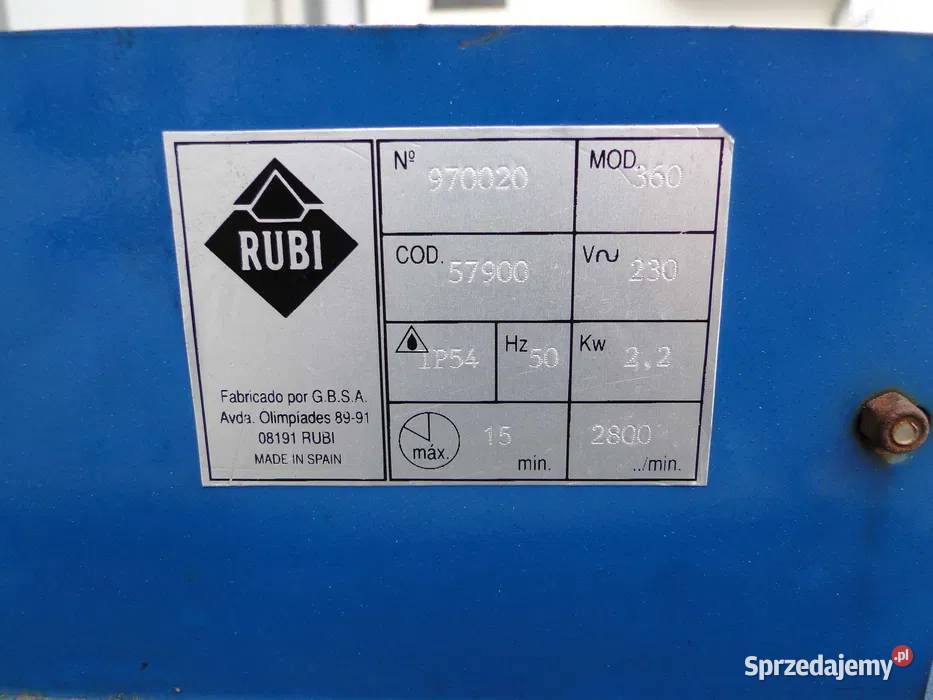 RUBI
Fabricado por G.B.S.A.
Avda. Olimpiades 89-91
08191 RUBI
MADE IN SPAIN
Nº 970020
MOD. 360
COD. 57900
V~ 230
IP54
Hz 50
Kw 2,2
máx. 15 min.
2800 ../min.
Sprzedajemy.pl